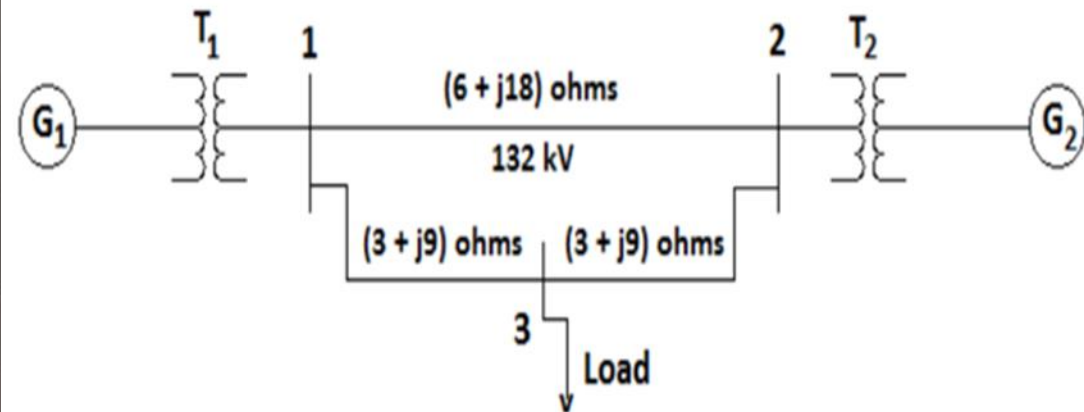 T1
1
2
T2
(6 + j18) ohms
G1
G2
132 kV
(3 + j9) ohms
(3 + j9) ohms
3
Load